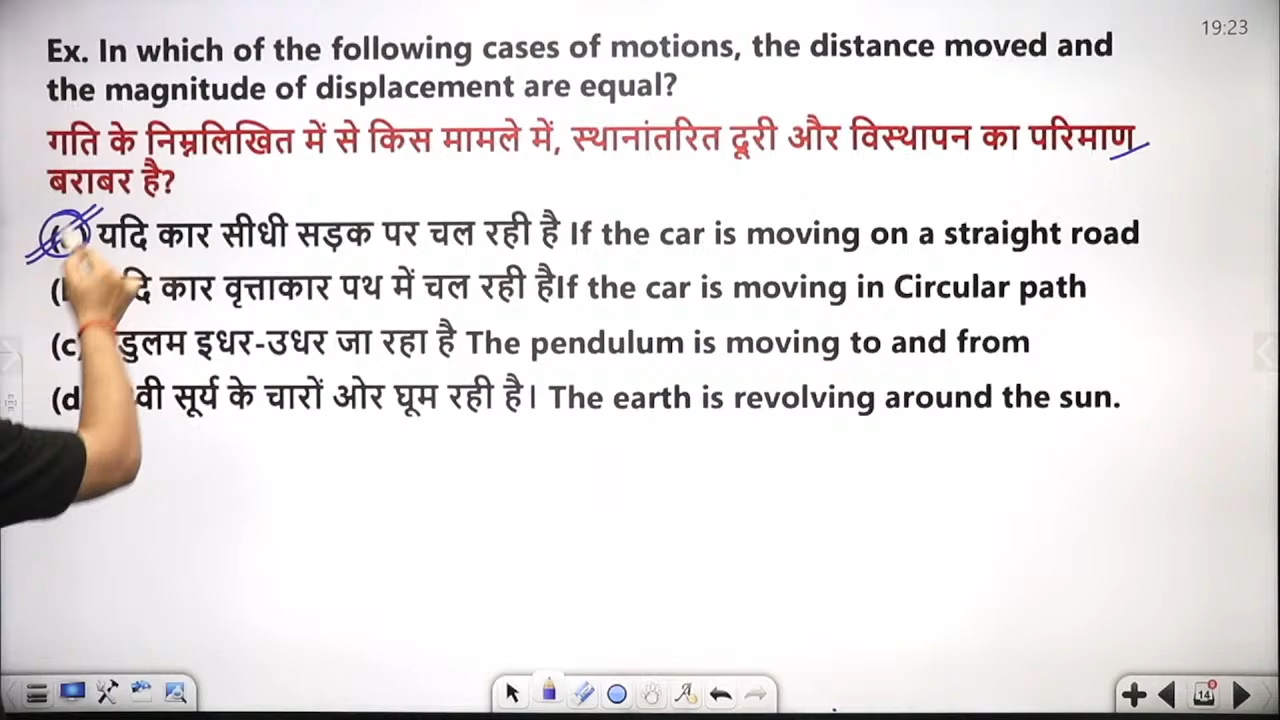 19:23
Ex. In which of the following cases of motions, the distance moved and
the magnitude of displacement are equal?
गति के निम्नलिखित में से किस मामले में, स्थानांतरित दूरी और विस्थापन का परिमाण
बराबर है?
यदि कार सीधी सड़क पर चल रही है If the car is moving on a straight road
कार वृत्ताकार पथ में चल रही हैIf the car is moving in Circular path
(c) इधर-उधर जा रहा है The pendulum is moving to and from
(d सूर्य के चारों ओर घूम रही है। The earth is revolving around the sun.
14